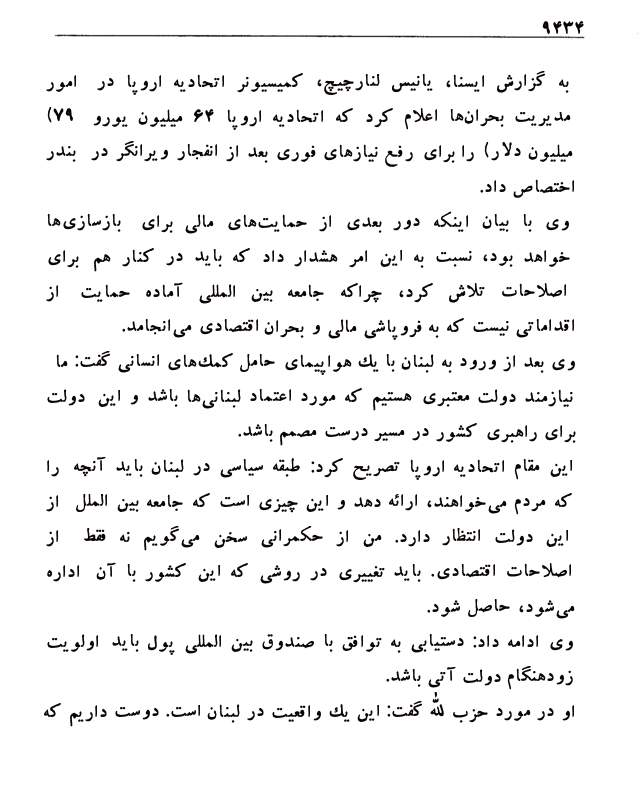 ۹۴۳۴
به گزارش ایسنا، یانیس لنارچیچ، کمیسیونر اتحادیه اروپا در امور
مدیریت بحران‌ها اعلام کرد که اتحادیه اروپا ۶۴ میلیون یورو (۷۹
میلیون دلار) را برای رفع نیازهای فوری بعد از انفجار ویرانگر در بندر
اختصاص داد.
وی با بیان اینکه دور بعدی از حمایت‌های مالی برای بازسازی‌ها
خواهد بود، نسبت به این امر هشدار داد که باید در کنار هم برای
اصلاحات تلاش کرد، چراکه جامعه بین المللی آماده حمایت از
اقداماتی نیست که به فروپاشی مالی و بحران اقتصادی می‌انجامد.
وی بعد از ورود به لبنان با یك هواپیمای حامل کمك‌های انسانی گفت: ما
نیازمند دولت معتبری هستیم که مورد اعتماد لبنانی‌ها باشد و این دولت
برای راهبری کشور در مسیر درست مصمم باشد.
این مقام اتحادیه اروپا تصریح کرد: طبقه سیاسی در لبنان باید آنچه را
که مردم می‌خواهند، ارائه دهد و این چیزی است که جامعه بین الملل از
این دولت انتظار دارد. من از حکمرانی سخن می‌گویم نه فقط از
اصلاحات اقتصادی. باید تغییری در روشی که این کشور با آن اداره
می‌شود، حاصل شود.
وی ادامه داد: دستیابی به توافق با صندوق بین المللی پول باید اولویت
زودهنگام دولت آتی باشد.
او در مورد حزب لله گفت: این یك واقعیت در لبنان است. دوست داریم که